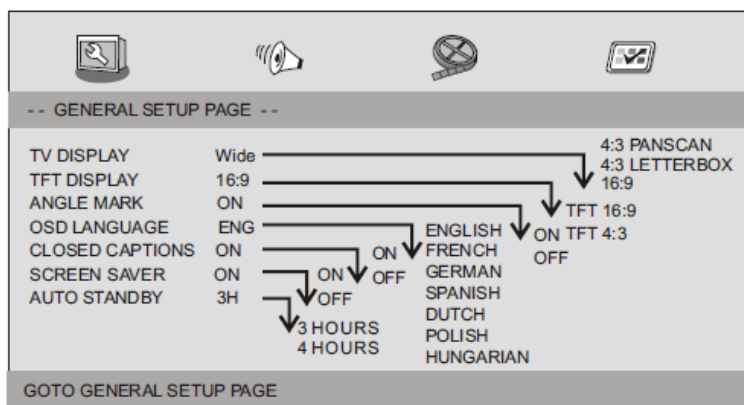 -- GENERAL SETUP PAGE --
TV DISPLAY Wide
TFT DISPLAY 16:9
ANGLE MARK ON
OSD LANGUAGE ENG
CLOSED CAPTIONS ON
SCREEN SAVER ON
AUTO STANDBY 3H
4:3 PANSCAN
4:3 LETTERBOX
16:9
TFT 16:9
TFT 4:3
ON
OFF
ENGLISH
FRENCH
GERMAN
SPANISH
DUTCH
POLISH
HUNGARIAN
ON
OFF
ON
OFF
3 HOURS
4 HOURS
GOTO GENERAL SETUP PAGE